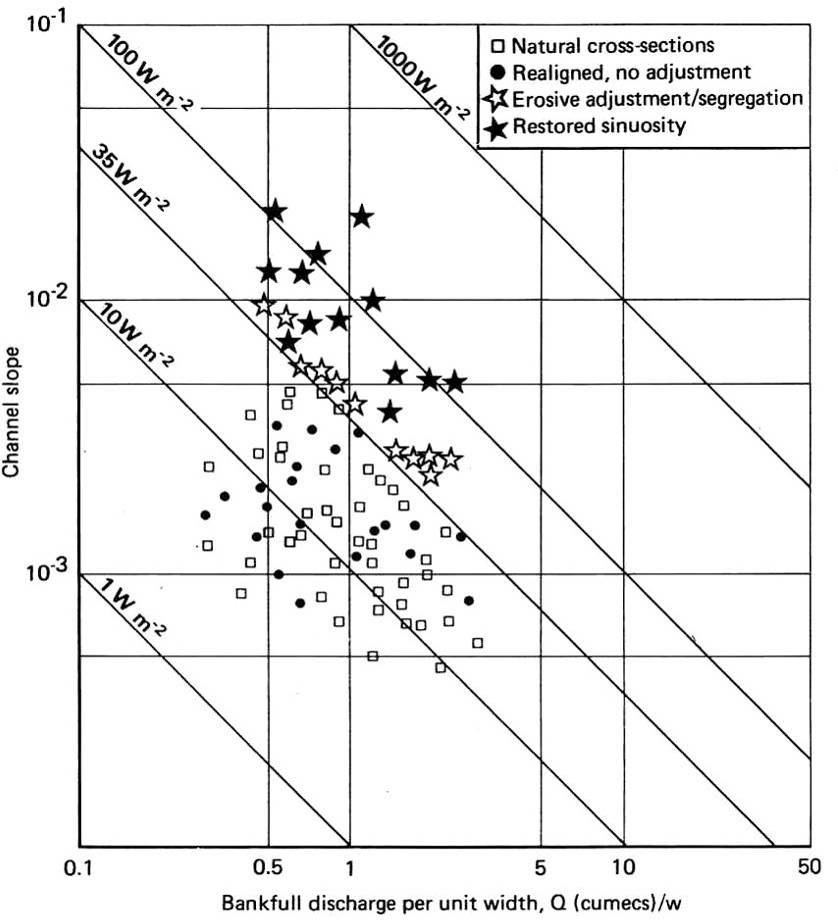 10-1
100 W m-2
1000 W m-2
Natural cross-sections
Realigned, no adjustment
Erosive adjustment/segregation
Restored sinuosity
35 W m-2
10-2
10 W m-2
Channel slope
10-3
1 W m-2
0.1
0.5
1
5
10
50
Bankfull discharge per unit width, Q (cumecs)/w